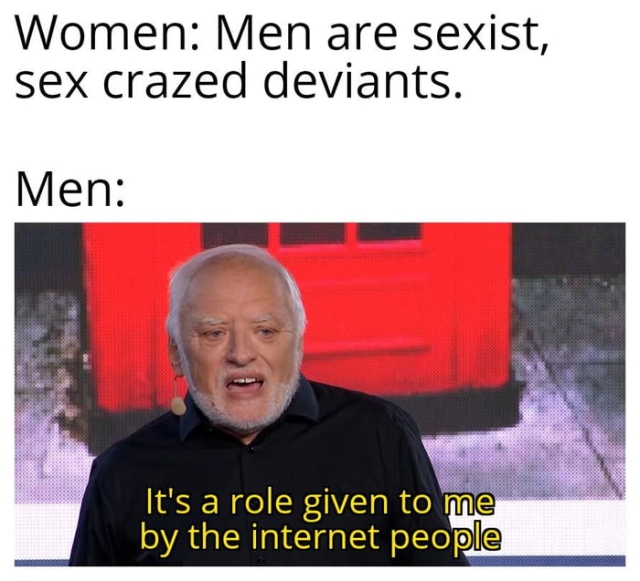 Women: Men are sexist,
sex crazed deviants.
Men:
It's a role given to me
by the internet people